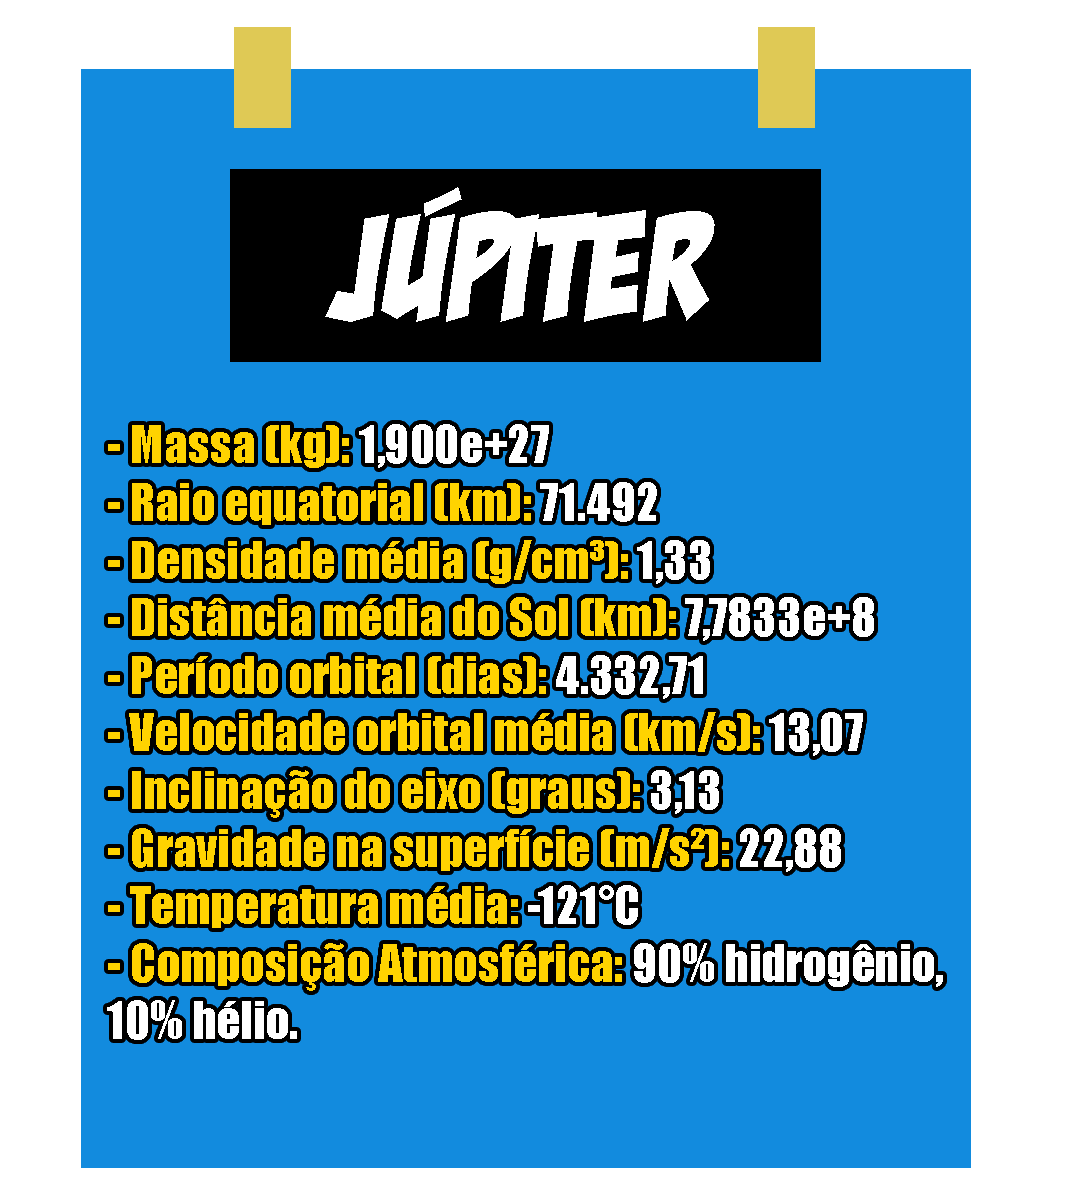 JÚPITER
- Massa (kg): 1,900e+27
- Raio equatorial (km): 71.492
- Densidade média (g/cm³): 1,33
- Distância média do Sol (km): 7,7833e+8
- Período orbital (dias): 4.332,71
- Velocidade orbital média (km/s): 13,07
- Inclinação do eixo (graus): 3,13
- Gravidade na superfície (m/s²): 22,88
- Temperatura média: -121°C
- Composição Atmosférica: 90% hidrogênio,
10% hélio.